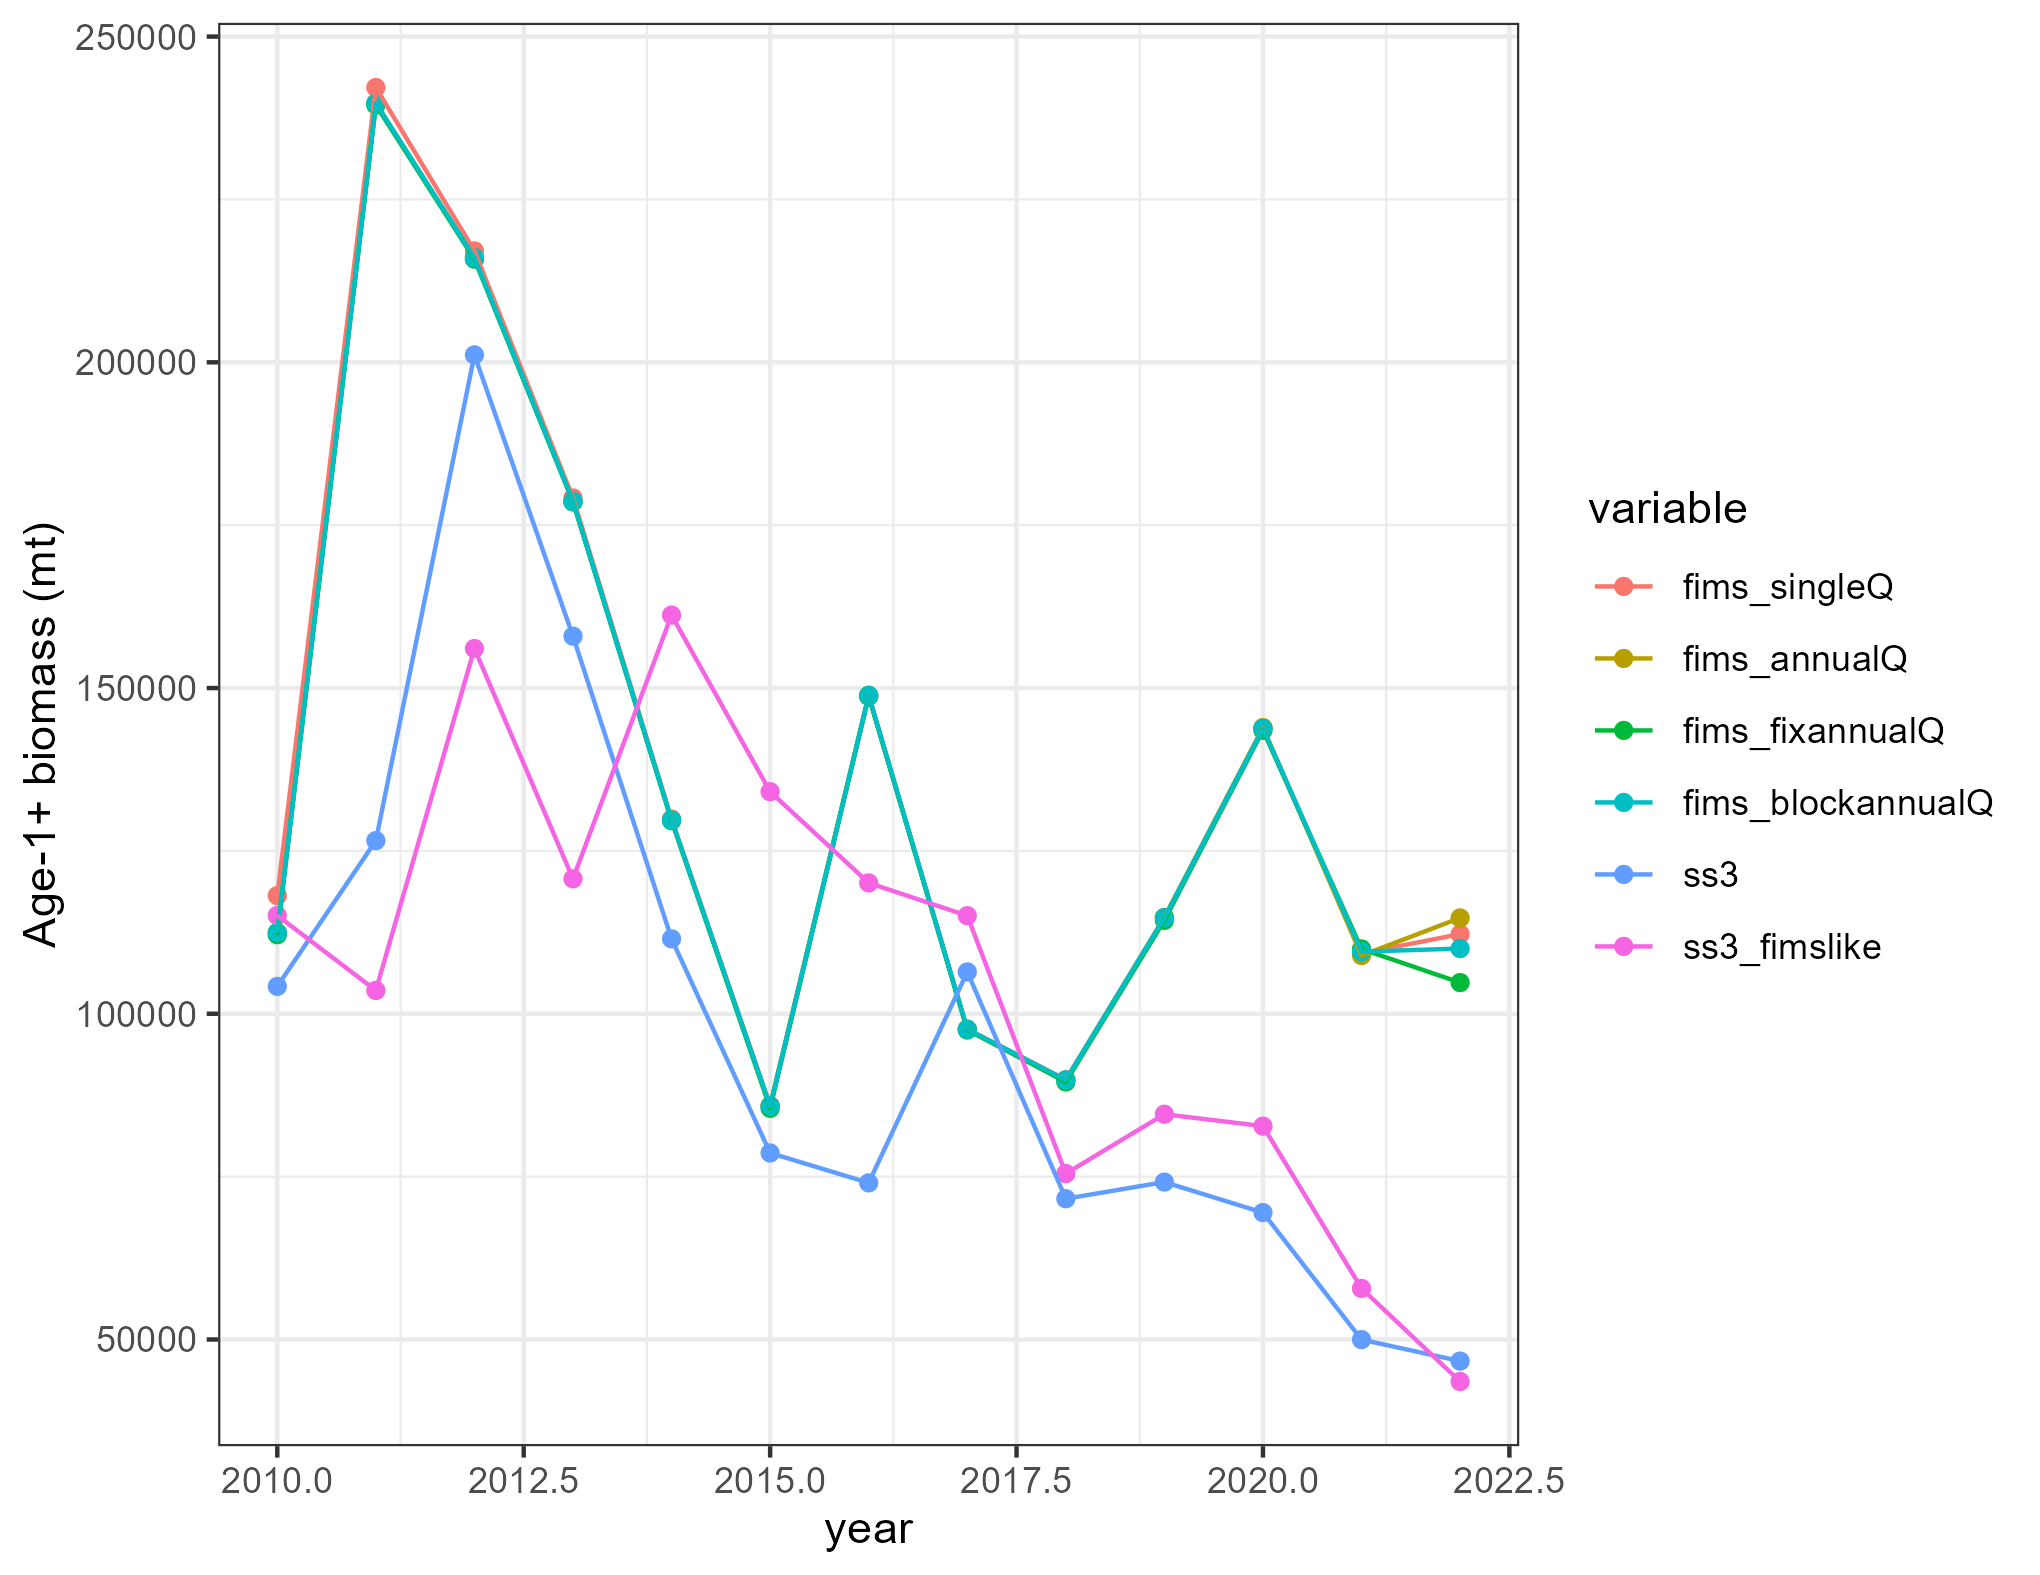 250000
200000
150000
100000
50000
Age-1+ biomass (mt)
2010.0 2012.5 2015.0 2017.5 2020.0 2022.5
year
variable
fims_singleQ
fims_annualQ
fims_fixannualQ
fims_blockannualQ
ss3
ss3_fimslike